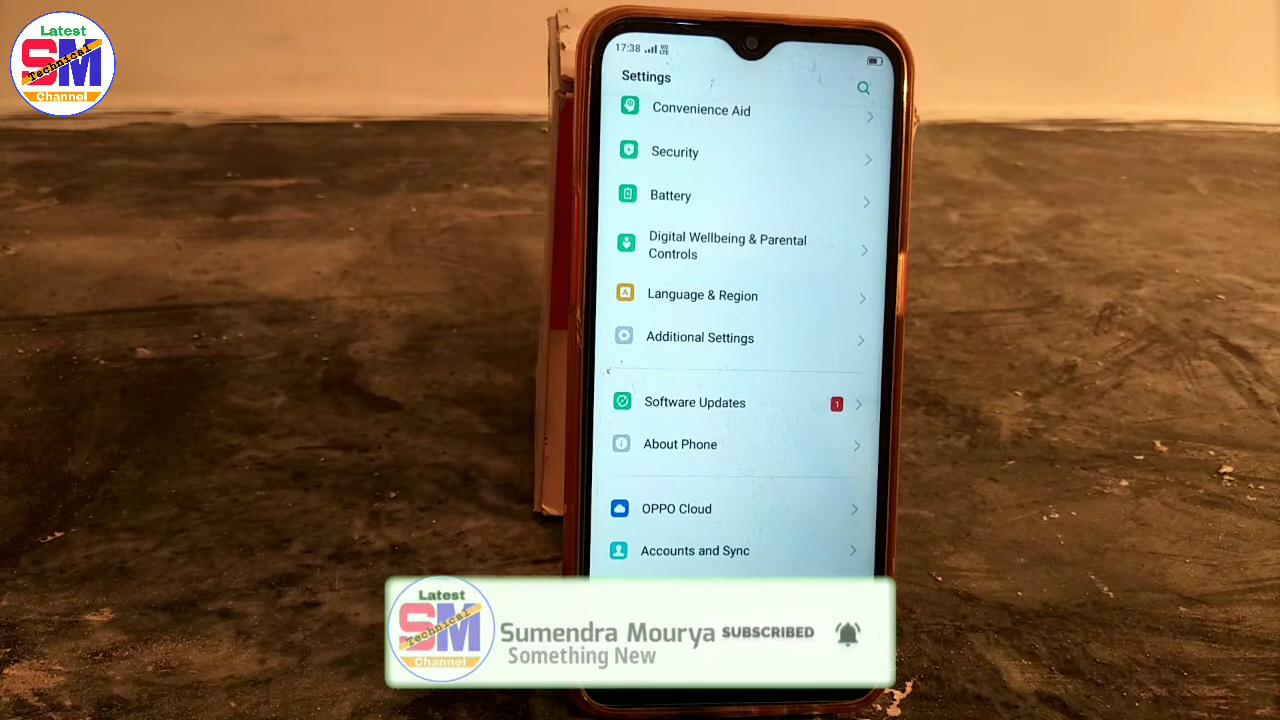 Latest
SM
Technical
Channel
17:38 VO LTE
Settings
Convenience Aid
Security
Battery
Digital Wellbeing & Parental
Controls
Language & Region
Additional Settings
Software Updates 1
About Phone
OPPO Cloud
Accounts and Sync
Latest
SM
Technical
Channel
Sumendra Mourya SUBSCRIBED
Something New